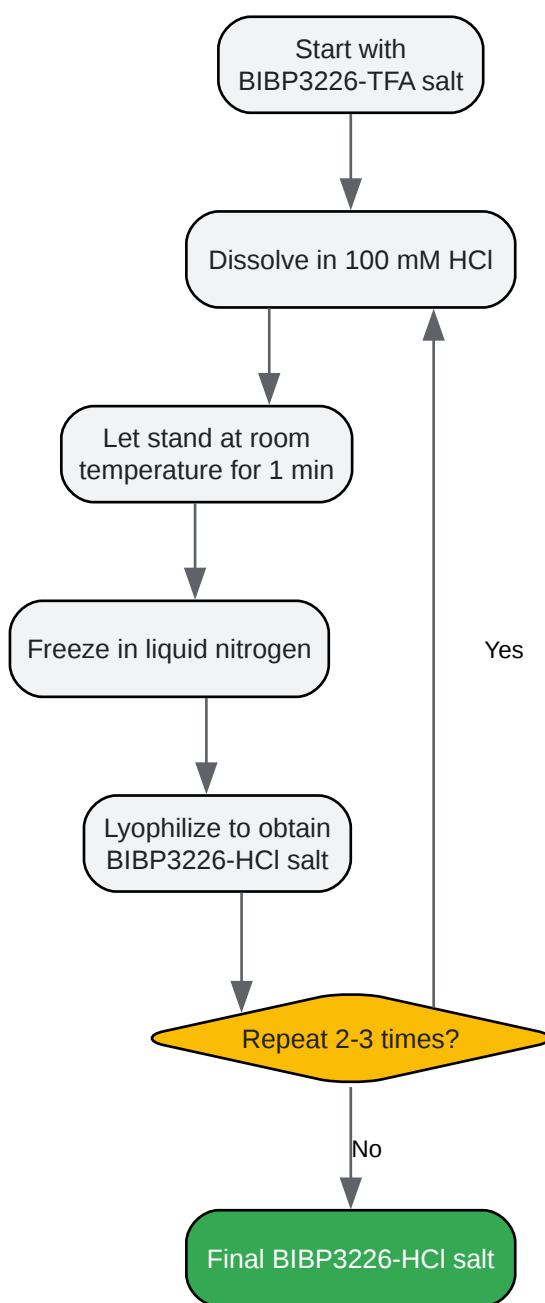 Start with
BIBP3226-TFA salt
Dissolve in 100 mM HCl
Let stand at room
temperature for 1 min
Freeze in liquid nitrogen
Yes
Lyophilize to obtain
BIBP3226-HCl salt
Repeat 2-3 times?
No
Final BIBP3226-HCl salt